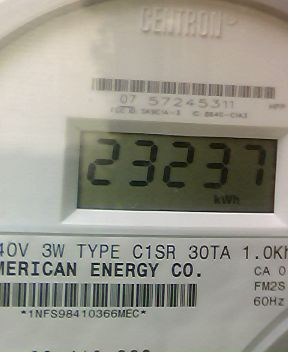 CENTRON
07 57245311
23237
kWh
40V 3W TYPE C1SR 30TA 1.0Kh
MERICAN ENERGY CO.
CA 0
FM2S
60Hz
*1NFS98410366MEC*